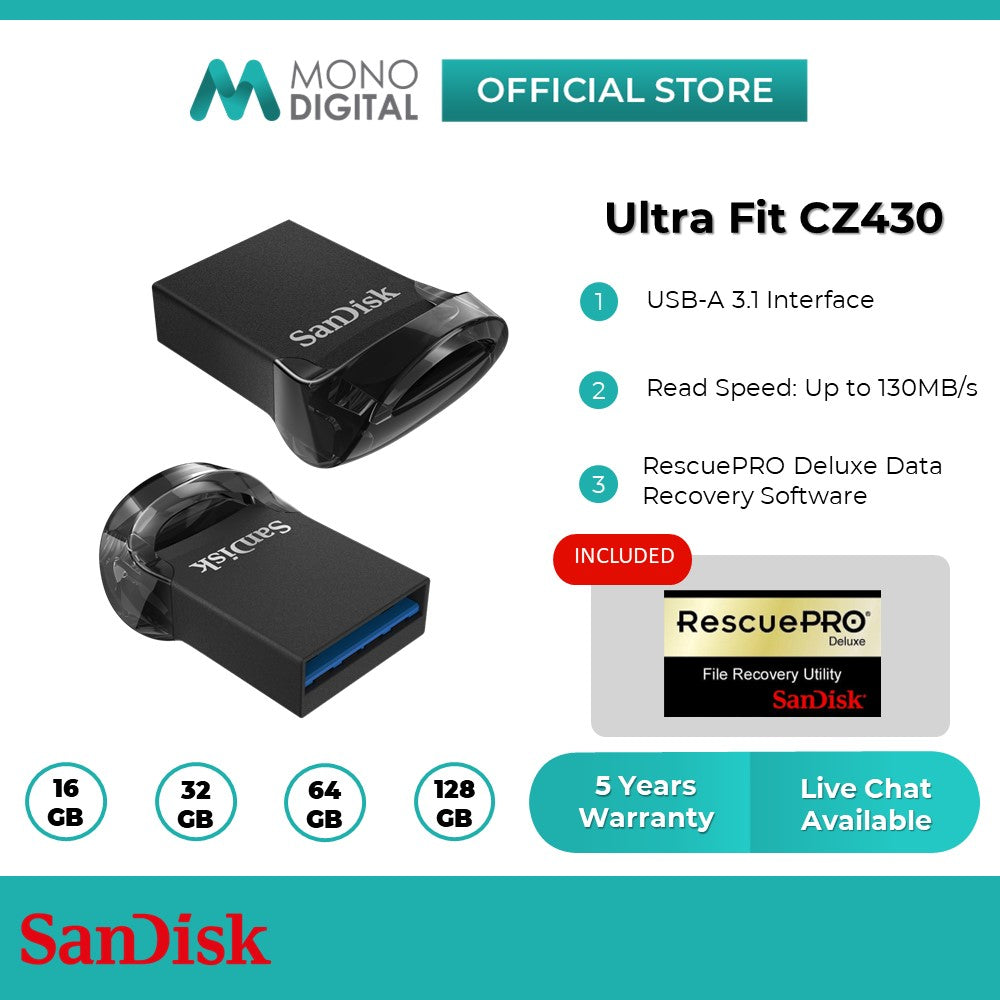 MONO
DIGITAL
OFFICIAL STORE
Ultra Fit CZ430
1 USB-A 3.1 Interface
2 Read Speed: Up to 130MB/s
3 RescuePRO Deluxe Data
Recovery Software
SanDisk
SanDisk
INCLUDED
RescuePRO®
Deluxe
File Recovery Utility
SanDisk®
16
GB
32
GB
64
GB
128
GB
5 Years
Warranty
Live Chat
Available
SanDisk